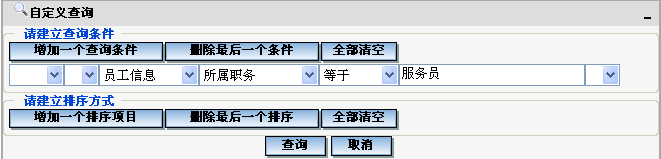 自定义查询
请建立查询条件
增加一个查询条件 删除最后一个条件 全部清空
员工信息 所属职务 等于 服务员
请建立排序方式
增加一个排序项目 删除最后一个排序 全部清空
查询 取消